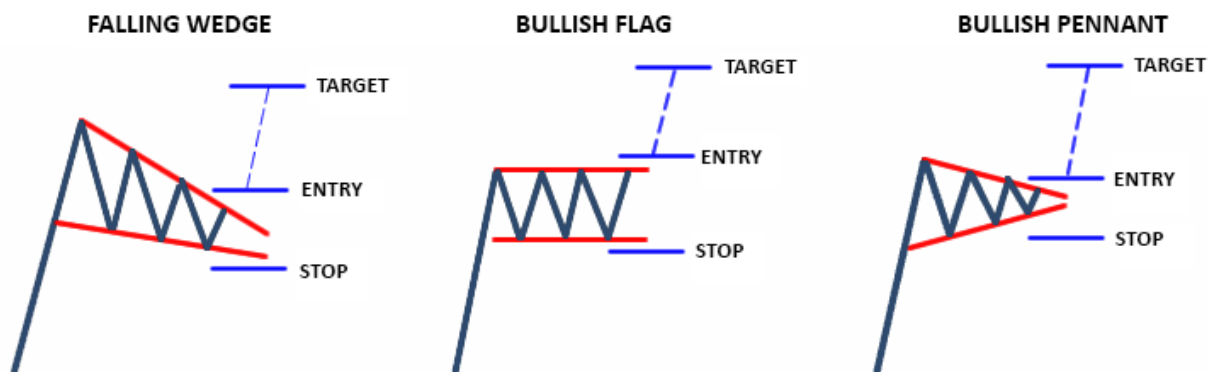 FALLING WEDGE
TARGET
ENTRY
STOP
BULLISH FLAG
TARGET
ENTRY
STOP
BULLISH PENNANT
TARGET
ENTRY
STOP